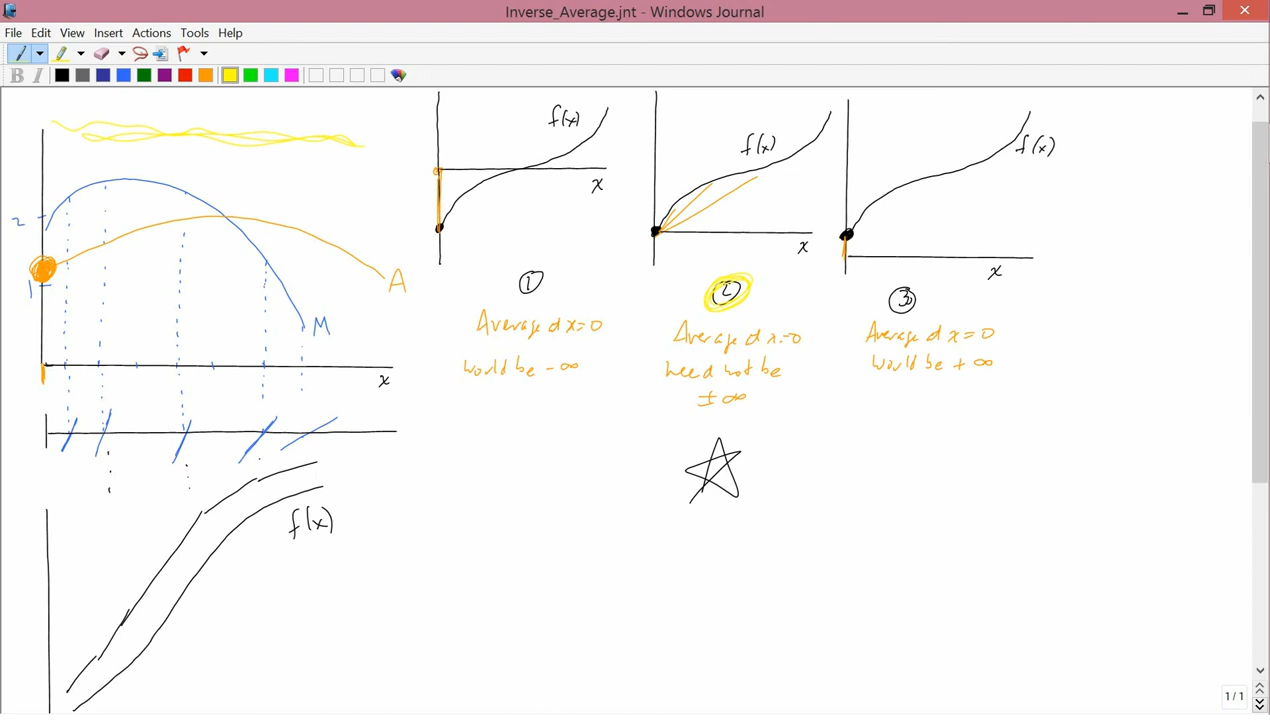 Inverse_Average.jnt - Windows Journal
File Edit View Insert Actions Tools Help
B I
2
1
A
M
x
f(x)
f(x)
x
1
Average at x=0
would be -∞
f(x)
x
2
Average at x=0
need not be
±∞
f(x)
x
3
Average at x=0
would be +∞
1 / 1